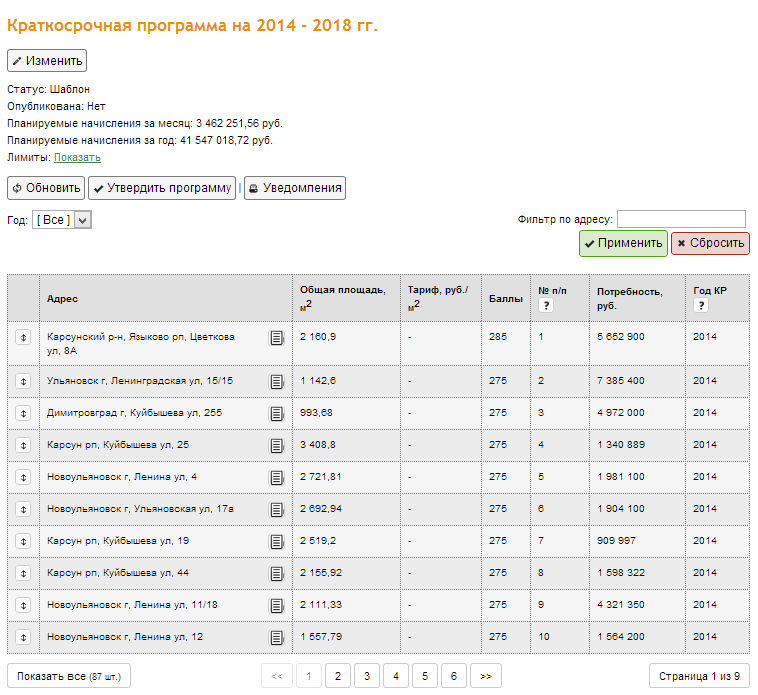 Краткосрочная программа на 2014 - 2018 гг.
Изменить
Статус: Шаблон
Опубликована: Нет
Планируемые начисления за месяц: 3 462 251,56 руб.
Планируемые начисления за год: 41 547 018,72 руб.
Лимиты: Показать
Обновить Утвердить программу | Уведомления
Год: [ Все ] Фильтр по адресу:
Применить Сбросить
Адрес Общая площадь, м2 Тариф, руб./м2 Баллы № п/п ? Потребность, руб. Год КР ?
Карсунский р-н, Языково рп, Цветкова ул, 8А 2 160,9 - 285 1 5 652 900 2014
Ульяновск г, Ленинградская ул, 15/15 1 142,6 - 275 2 7 385 400 2014
Димитровград г, Куйбышева ул, 255 993,68 - 275 3 4 972 000 2014
Карсун рп, Куйбышева ул, 25 3 408,8 - 275 4 1 340 889 2014
Новоульяновск г, Ленина ул, 4 2 721,81 - 275 5 1 981 100 2014
Новоульяновск г, Ульяновская ул, 17а 2 692,94 - 275 6 1 904 100 2014
Карсун рп, Куйбышева ул, 19 2 519,2 - 275 7 909 997 2014
Карсун рп, Куйбышева ул, 44 2 155,92 - 275 8 1 598 322 2014
Новоульяновск г, Ленина ул, 11/18 2 111,33 - 275 9 4 321 350 2014
Новоульяновск г, Ленина ул, 12 1 557,79 - 275 10 1 564 200 2014
Показать все (87 шт.) << 1 2 3 4 5 6 >> Страница 1 из 9